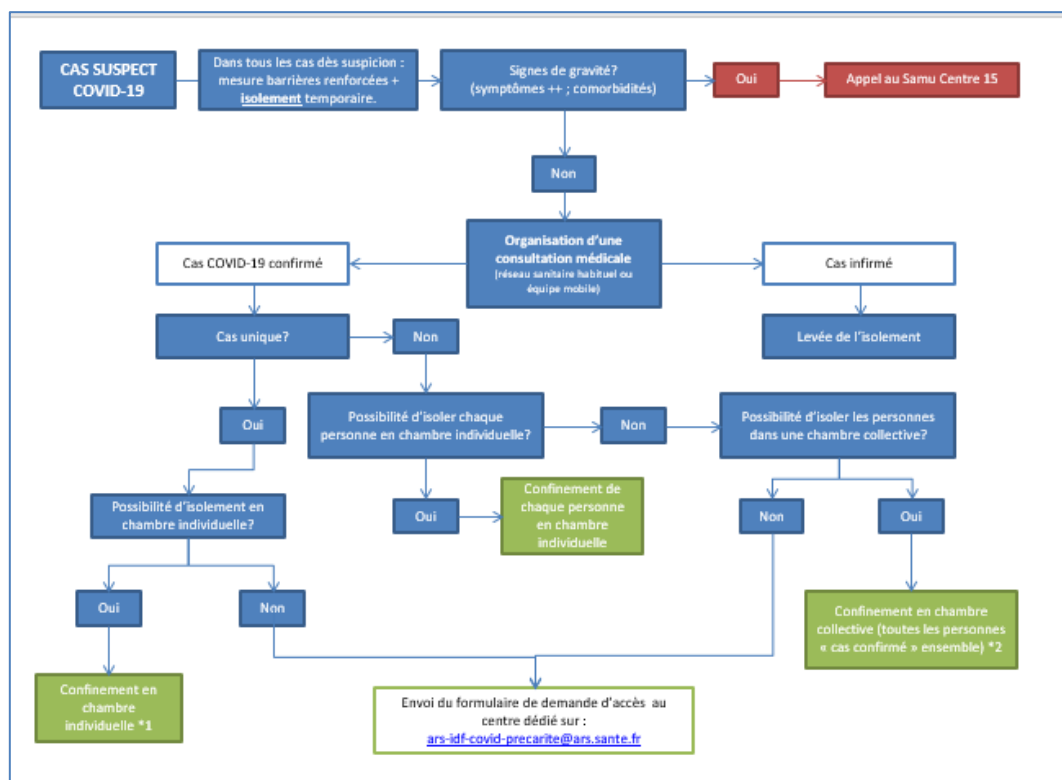 CAS SUSPECT
COVID-19
Dans tous les cas dès suspicion :
mesure barrières renforcées +
isolement temporaire.
Signes de gravité?
(symptômes ++ ; comorbidités)
Oui
Appel au Samu Centre 15
Non
Organisation d'une
consultation médicale
(réseau sanitaire habituel ou
équipe mobile)
Cas COVID-19 confirmé
Cas infirmé
Cas unique?
Non
Levée de l'isolement
Oui
Possibilité d'isoler chaque
personne en chambre individuelle?
Non
Possibilité d'isoler les personnes
dans une chambre collective?
Possibilité d'isolement en
chambre individuelle?
Oui
Confinement de
chaque personne
en chambre
individuelle
Non
Oui
Oui
Non
Confinement en chambre
collective (toutes les personnes
« cas confirmé » ensemble) *2
Confinement en
chambre
individuelle *1
Envoi du formulaire de demande d'accès au
centre dédié sur :
ars-idf-covid-precarite@ars.sante.fr